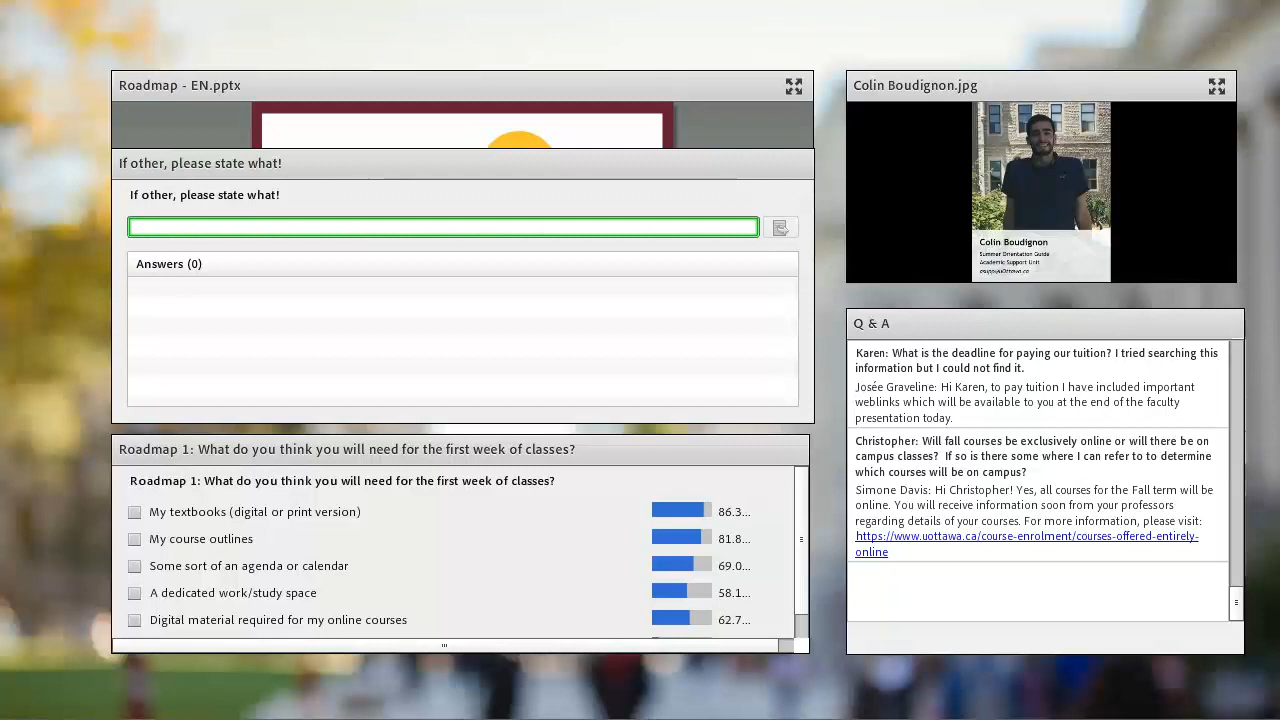 Roadmap - EN.pptx
If other, please state what!
If other, please state what!
Answers (0)
Roadmap 1: What do you think you will need for the first week of classes?
Roadmap 1: What do you think you will need for the first week of classes?
My textbooks (digital or print version) 86.3...
My course outlines 81.8...
Some sort of an agenda or calendar 69.0...
A dedicated work/study space 58.1...
Digital material required for my online courses 62.7...
Colin Boudignon.jpg
Colin Boudignon
Summer Orientation Guide
Academic Support Unit
Q & A
Karen: What is the deadline for paying our tuition? I tried searching this
information but I could not find it.
Josée Graveline: Hi Karen, to pay tuition I have included important
weblinks which will be available to you at the end of the faculty
presentation today.
Christopher: Will fall courses be exclusively online or will there be on
campus classes? If so is there some where I can refer to to determine
which courses will be on campus?
Simone Davis: Hi Christopher! Yes, all courses for the Fall term will be
online. You will receive information soon from your professors
regarding details of your courses. For more information, please visit:
https://www.uottawa.ca/course-enrolment/courses-offered-entirely-
online